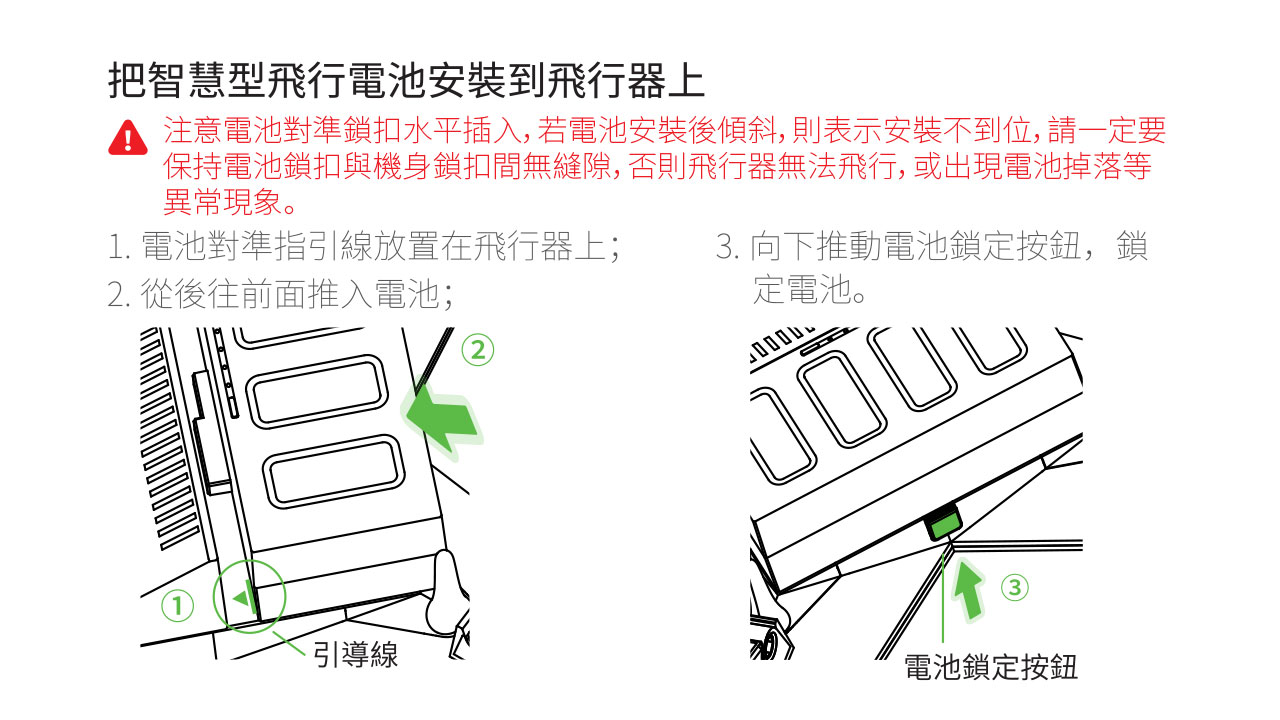 把智慧型飛行電池安裝到飛行器上
注意電池對準鎖扣水平插入,若電池安裝後傾斜,則表示安裝不到位,請一定要
保持電池鎖扣與機身鎖扣間無縫隙,否則飛行器無法飛行,或出現電池掉落等
異常現象。
1. 電池對準指引線放置在飛行器上;
2. 從後往前面推入電池;
3. 向下推動電池鎖定按鈕，鎖
定電池。
②
①
引導線
③
電池鎖定按鈕